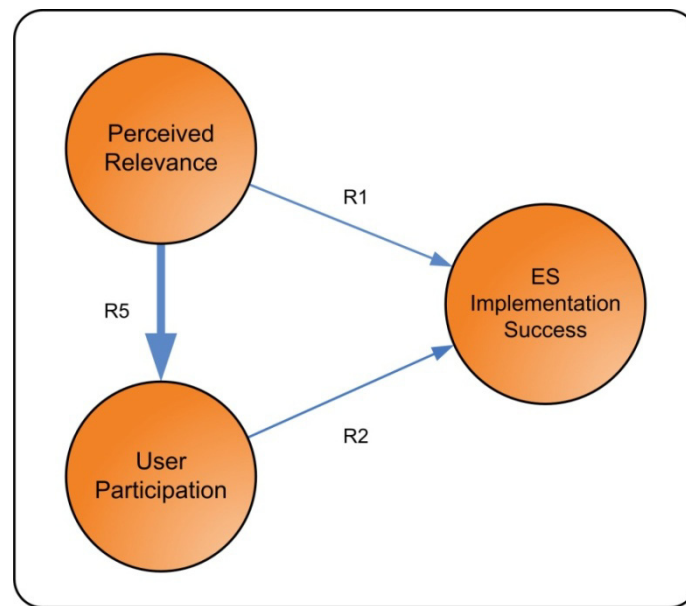 Perceived
Relevance
R1
ES
Implementation
Success
R5
R2
User
Participation